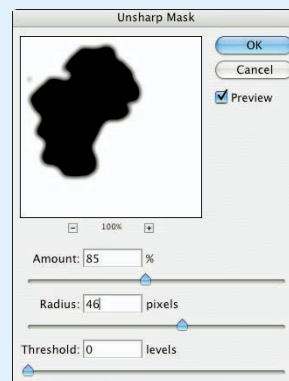 Unsharp Mask
OK
Cancel
Preview
100%
Amount: 85 %
Radius: 46 pixels
Threshold: 0 levels